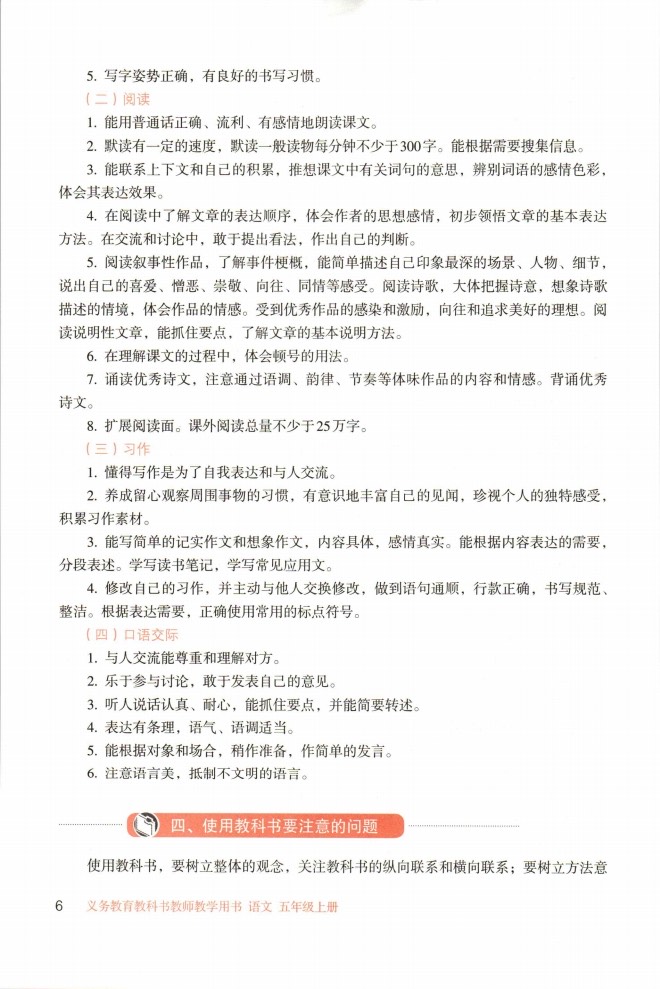 5. 写字姿势正确，有良好的书写习惯。
（二）阅读
1. 能用普通话正确、流利、有感情地朗读课文。
2. 默读有一定的速度，默读一般读物每分钟不少于300字。能根据需要搜集信息。
3. 能联系上下文和自己的积累，推想课文中有关词句的意思，辨别词语的感情色彩，
体会其表达效果。
4. 在阅读中了解文章的表达顺序，体会作者的思想感情，初步领悟文章的基本表达
方法。在交流和讨论中，敢于提出看法，作出自己的判断。
5. 阅读叙事性作品，了解事件梗概，能简单描述自己印象最深的场景、人物、细节，
说出自己的喜爱、憎恶、崇敬、向往、同情等感受。阅读诗歌，大体把握诗意，想象诗歌
描述的情境，体会作品的情感。受到优秀作品的感染和激励，向往和追求美好的理想。阅
读说明性文章，能抓住要点，了解文章的基本说明方法。
6. 在理解课文的过程中，体会顿号的用法。
7. 诵读优秀诗文，注意通过语调、韵律、节奏等体味作品的内容和情感。背诵优秀
诗文。
8. 扩展阅读面。课外阅读总量不少于25万字。
（三）习作
1. 懂得写作是为了自我表达和与人交流。
2. 养成留心观察周围事物的习惯，有意识地丰富自己的见闻，珍视个人的独特感受，
积累习作素材。
3. 能写简单的记实作文和想象作文，内容具体，感情真实。能根据内容表达的需要，
分段表述。学写读书笔记，学写常见应用文。
4. 修改自己的习作，并主动与他人交换修改，做到语句通顺，行款正确，书写规范、
整洁。根据表达需要，正确使用常用的标点符号。
（四）口语交际
1. 与人交流能尊重和理解对方。
2. 乐于参与讨论，敢于发表自己的意见。
3. 听人说话认真、耐心，能抓住要点，并能简要转述。
4. 表达有条理，语气、语调适当。
5. 能根据对象和场合，稍作准备，作简单的发言。
6. 注意语言美，抵制不文明的语言。
四、使用教科书要注意的问题
使用教科书，要树立整体的观念，关注教科书的纵向联系和横向联系；要树立方法意
6 义务教育教科书教师教学用书 语文 五年级上册